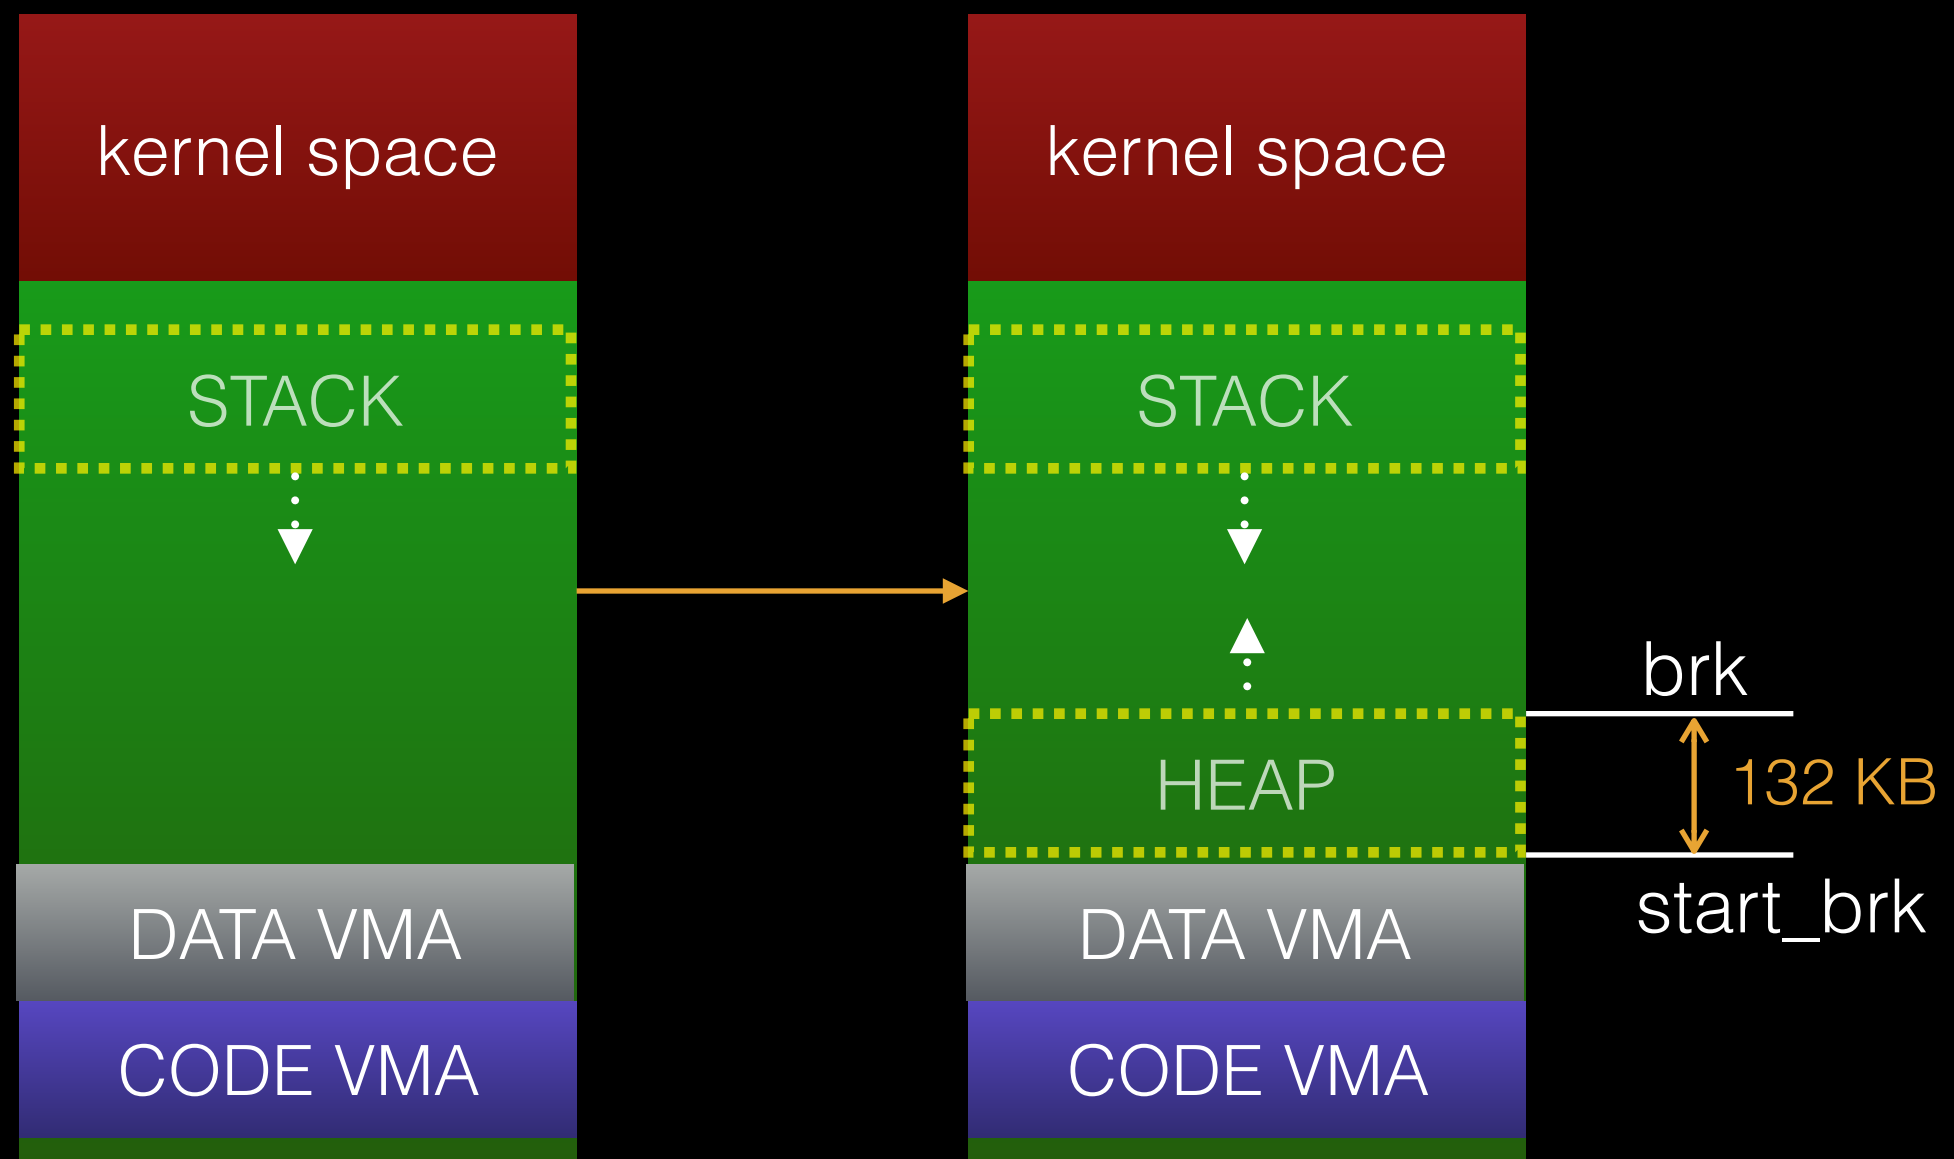 kernel space
STACK
DATA VMA
CODE VMA
kernel space
STACK
HEAP
DATA VMA
CODE VMA
brk
132 KB
start_brk